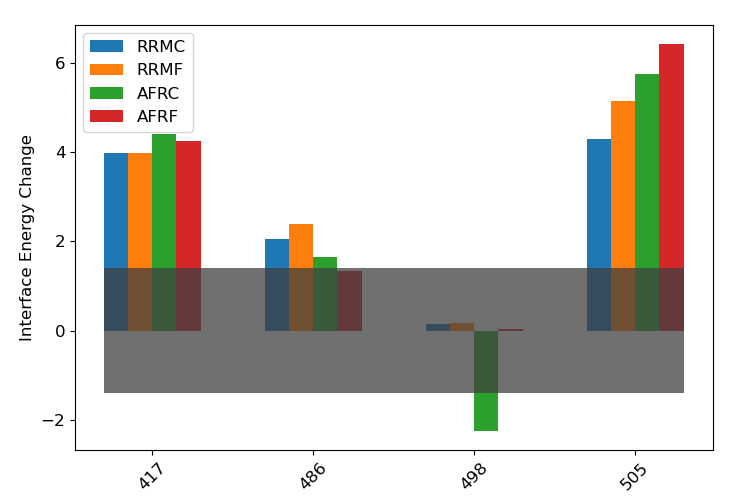 RRMC
RRMF
AFRC
AFRF
Interface Energy Change
6
4
2
0
−2
417
486
498
505